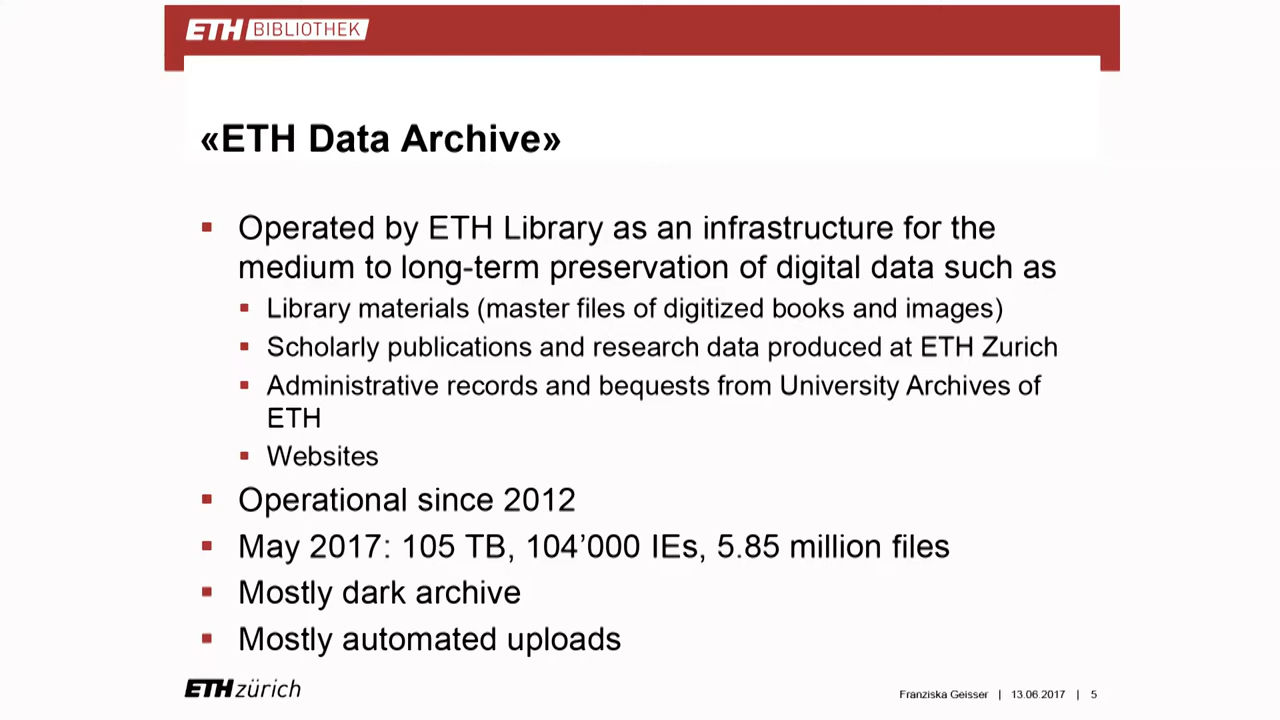 ETH BIBLIOTHEK
«ETH Data Archive»
Operated by ETH Library as an infrastructure for the
medium to long-term preservation of digital data such as
Library materials (master files of digitized books and images)
Scholarly publications and research data produced at ETH Zurich
Administrative records and bequests from University Archives of
ETH
Websites
Operational since 2012
May 2017: 105 TB, 104’000 IEs, 5.85 million files
Mostly dark archive
Mostly automated uploads
ETH zürich
Franziska Geisser | 13.06.2017 | 5